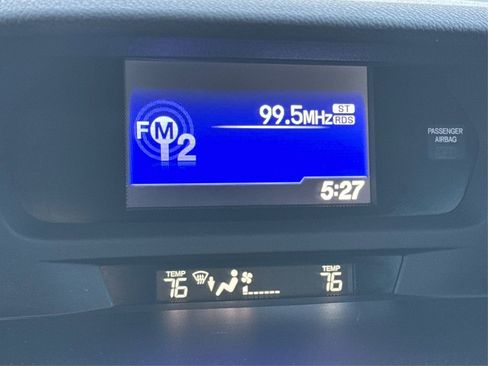 99.5MHz ST RDS
FM 2
PASSENGER
AIRBAG
5:27
TEMP TEMP
76 76